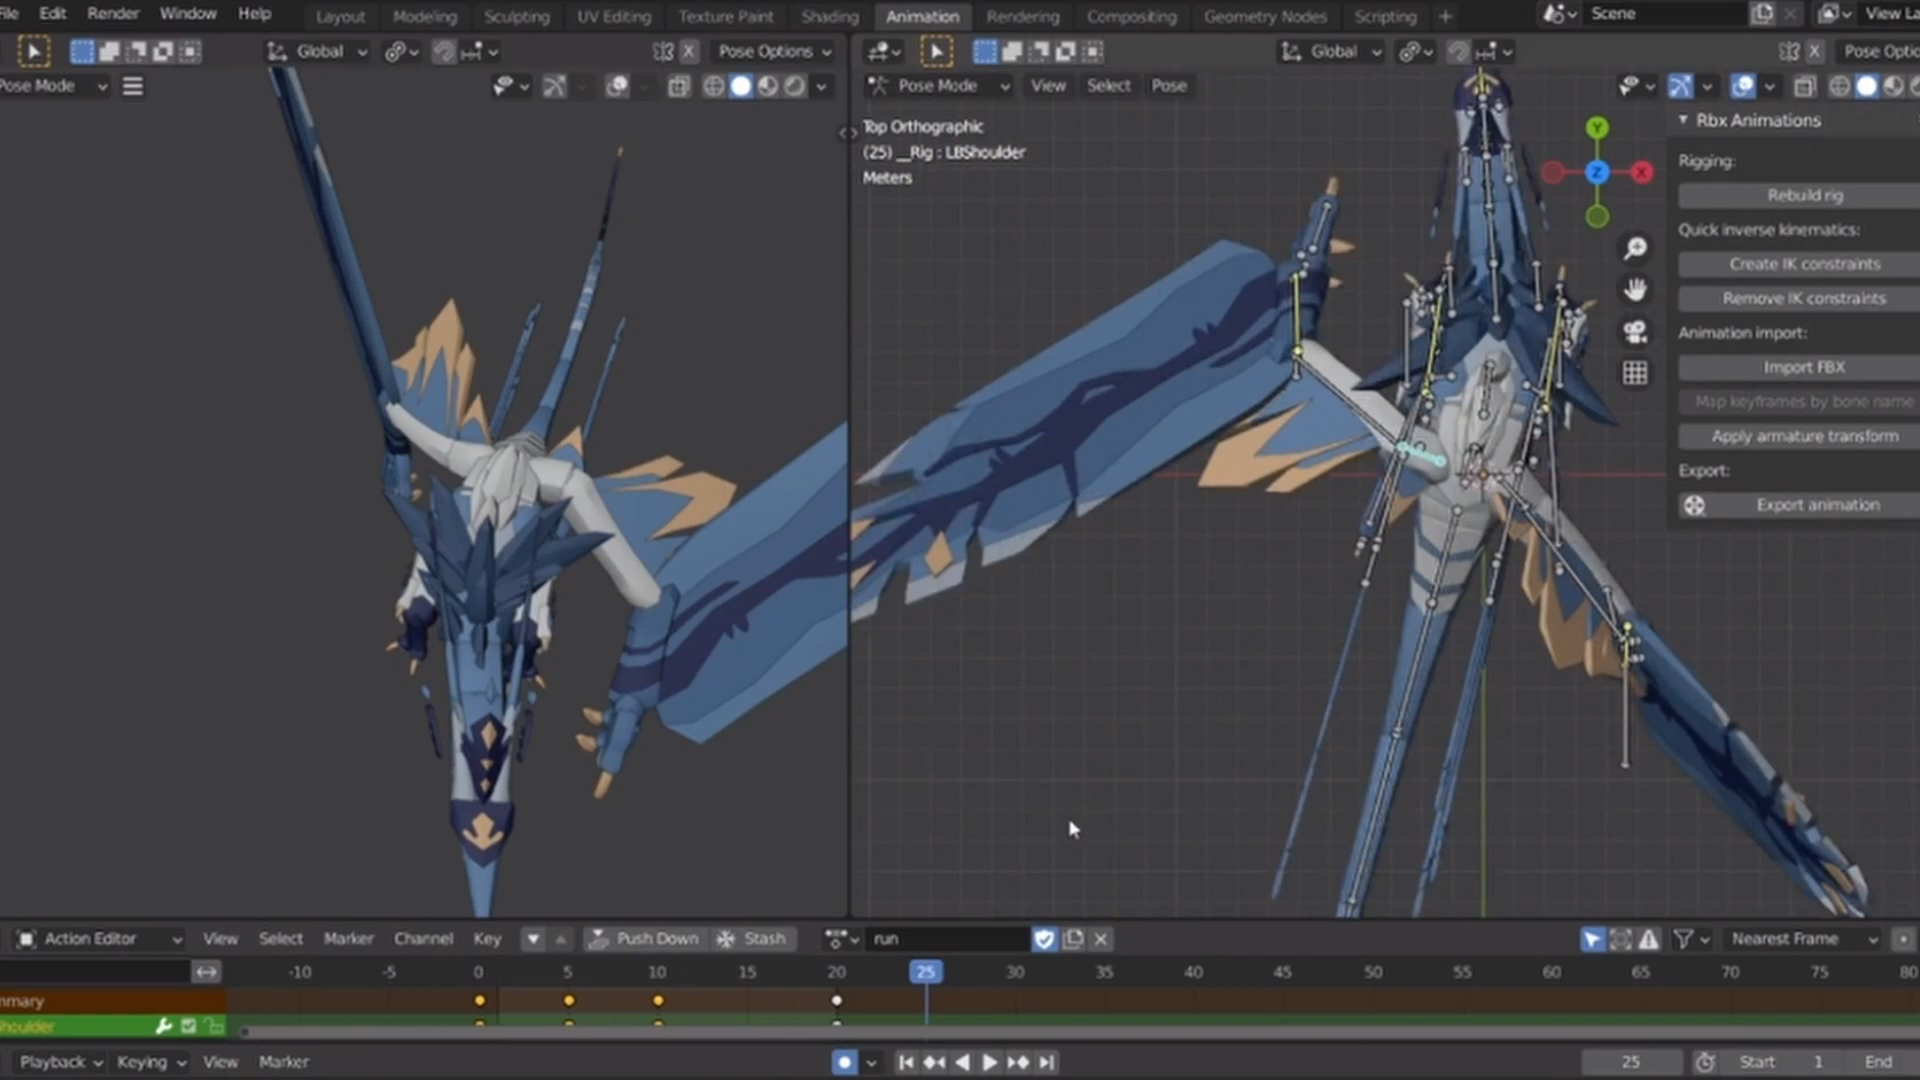 File Edit Render Window Help Layout Modeling Sculpting UV Editing Texture Paint Shading Animation Rendering Compositing Geometry Nodes Scripting + Scene View La
Global X Pose Options Global X Pose Optio
Pose Mode Pose Mode View Select Pose
Top Orthographic
(25) __Rig : LBShoulder
Meters
Y
Z
X
Rbx Animations
Rigging:
Rebuild rig
Quick inverse kinematics:
Create IK constraints
Remove IK constraints
Animation import:
Import FBX
Map keyframes by bone name
Apply armature transform
Export:
Export animation
Action Editor View Select Marker Channel Key Push Down Stash run Nearest Frame
-10 -5 0 5 10 15 20 25 30 35 40 45 50 55 60 65 70 75 80
mmary
Shoulder
Playback Keying View Marker 25 Start 1 End